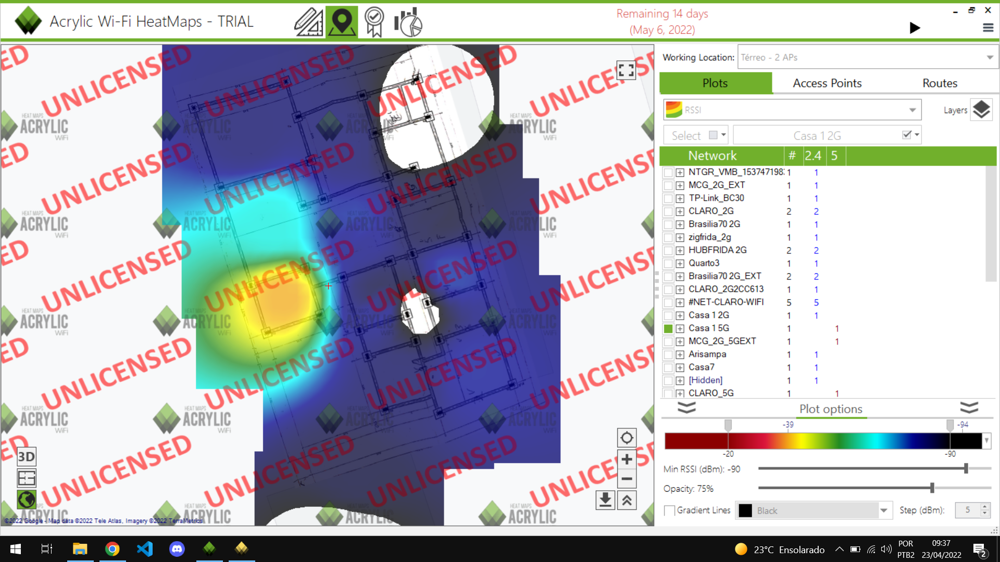 Acrylic Wi-Fi HeatMaps - TRIAL
Remaining 14 days
(May 6, 2022)
UNLICENSED
HEAT MAPS
ACRYLIC
WiFi
3D
©2022 Google - Map data ©2022 Tele Atlas, Imagery ©2022 TerraMetrics
Working Location: Térreo - 2 APs
Plots Access Points Routes
RSSI Layers
Select Casa 1 2G
Network # 2.4 5
NTGR_VMB_1537471983 1 1
MCG_2G_EXT 1 1
TP-Link_BC30 1 1
CLARO_2G 2 2
Brasilia70 2G 1 1
zigfrida_2g 1 1
HUBFRIDA 2G 2 2
Quarto3 1 1
Brasilia70 2G_EXT 2 2
CLARO_2G2CC613 1 1
#NET-CLARO-WIFI 5 5
Casa 1 2G 1 1
Casa 1 5G 1 1
MCG_2G_5GEXT 1 1
Arisampa 1 1
Casa7 1 1
[Hidden] 1 1
CLARO_5G 1 1
Plot options
-39 -94
-20 -90
Min RSSI (dBm): -90
Opacity: 75%
Gradient Lines Black Step (dBm): 5
23°C Ensolarado
POR
PTB2
09:37
23/04/2022
2